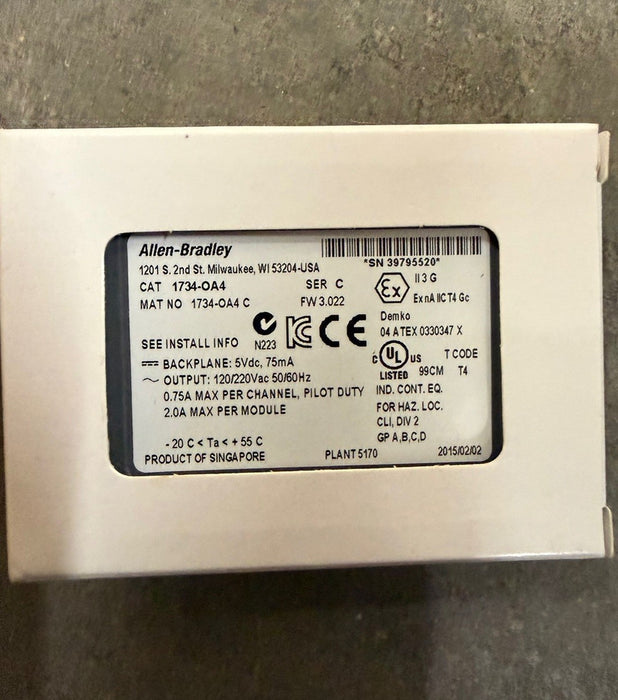 Allen-Bradley
1201 S. 2nd St. Milwaukee, WI 53204-USA
*SN 39795520*
CAT 1734-OA4 SER C
MAT NO 1734-OA4 C FW 3.022
Ex II 3 G
Ex nA IIC T4 Gc
Demko
04 ATEX 0330347 X
SEE INSTALL INFO N223 CE
c UL us T CODE
LISTED 99CM T4
BACKPLANE: 5Vdc, 75mA
OUTPUT: 120/220Vac 50/60Hz
0.75A MAX PER CHANNEL, PILOT DUTY
2.0A MAX PER MODULE
IND. CONT. EQ.
FOR HAZ. LOC.
CLI, DIV 2
GP A,B,C,D
- 20 C < Ta < + 55 C
PRODUCT OF SINGAPORE PLANT 5170 2015/02/02